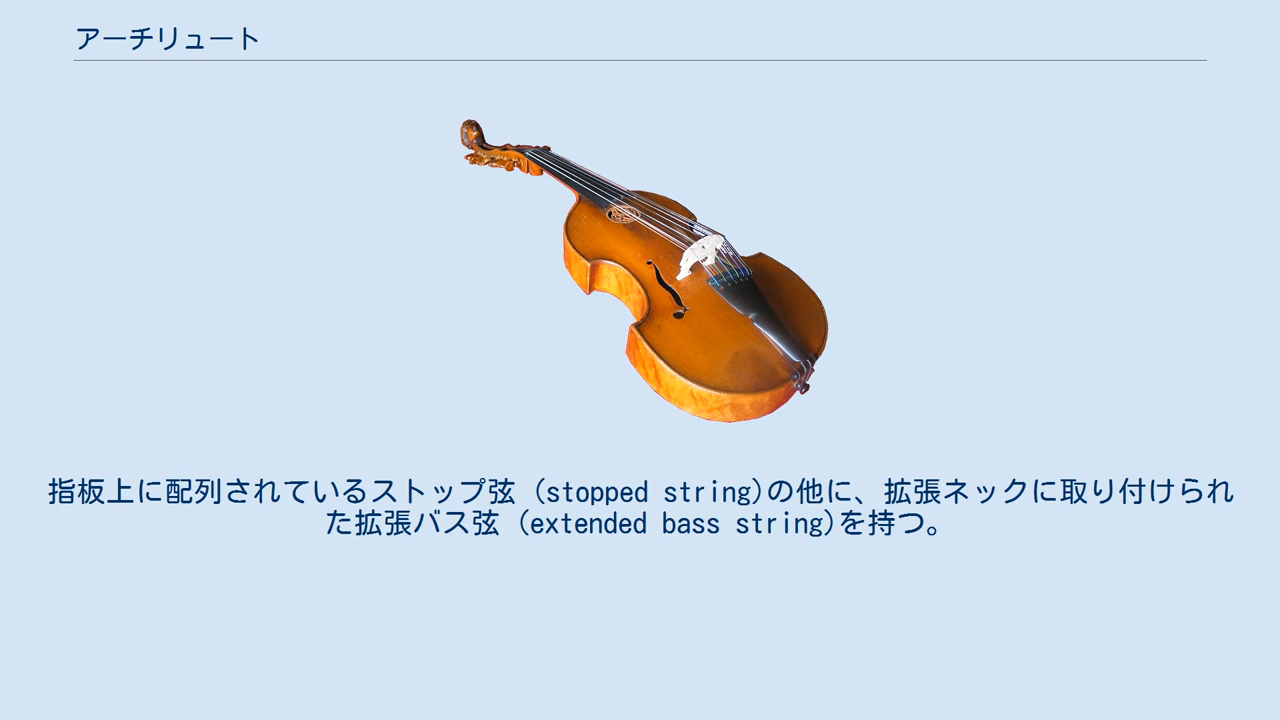 アーチリュート
指板上に配列されているストップ弦 (stopped string)の他に、拡張ネックに取り付けられ
た拡張バス弦 (extended bass string)を持つ。